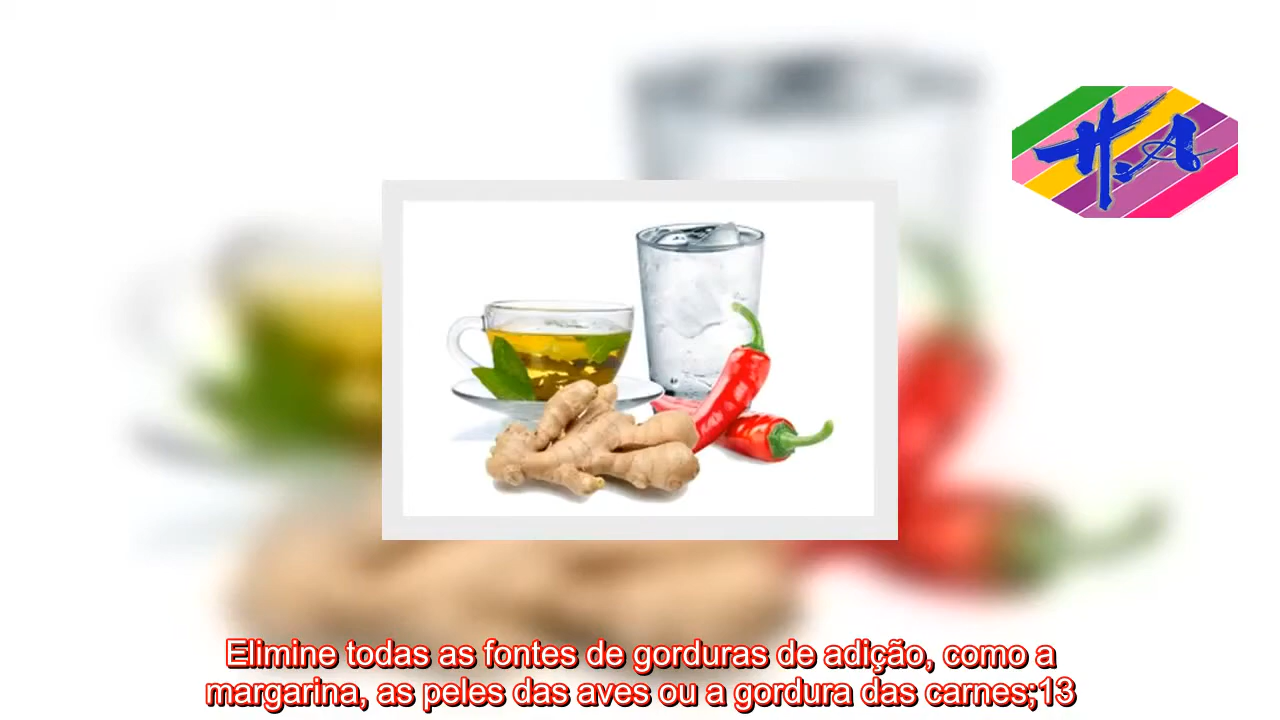 H.A
Elimine todas as fontes de gorduras de adição, como a
margarina, as peles das aves ou a gordura das carnes;13